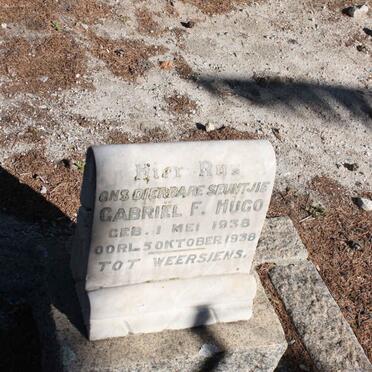 HIER RUS
ONS DIERBARE SEUNTJIE
GABRIEL F. HUGO
GEB. 1 MEI 1938
OORL. 5 OKTOBER 1938
TOT WEERSIENS.